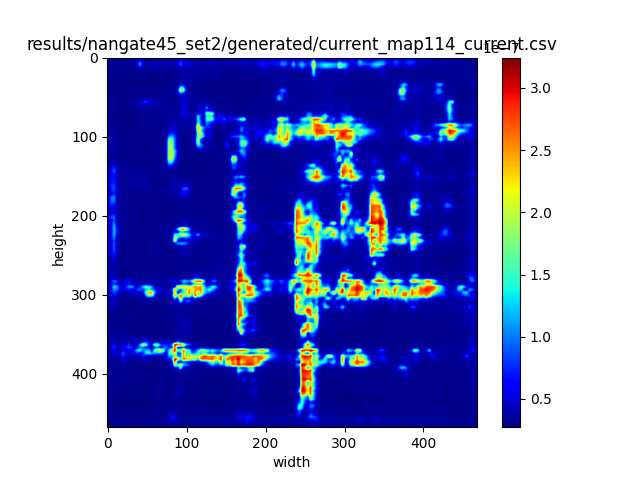 results/nangate45_set2/generated/current_map114_current.csv
1e−7
0
100
200
300
400
height
0 100 200 300 400
width
3.0
2.5
2.0
1.5
1.0
0.5